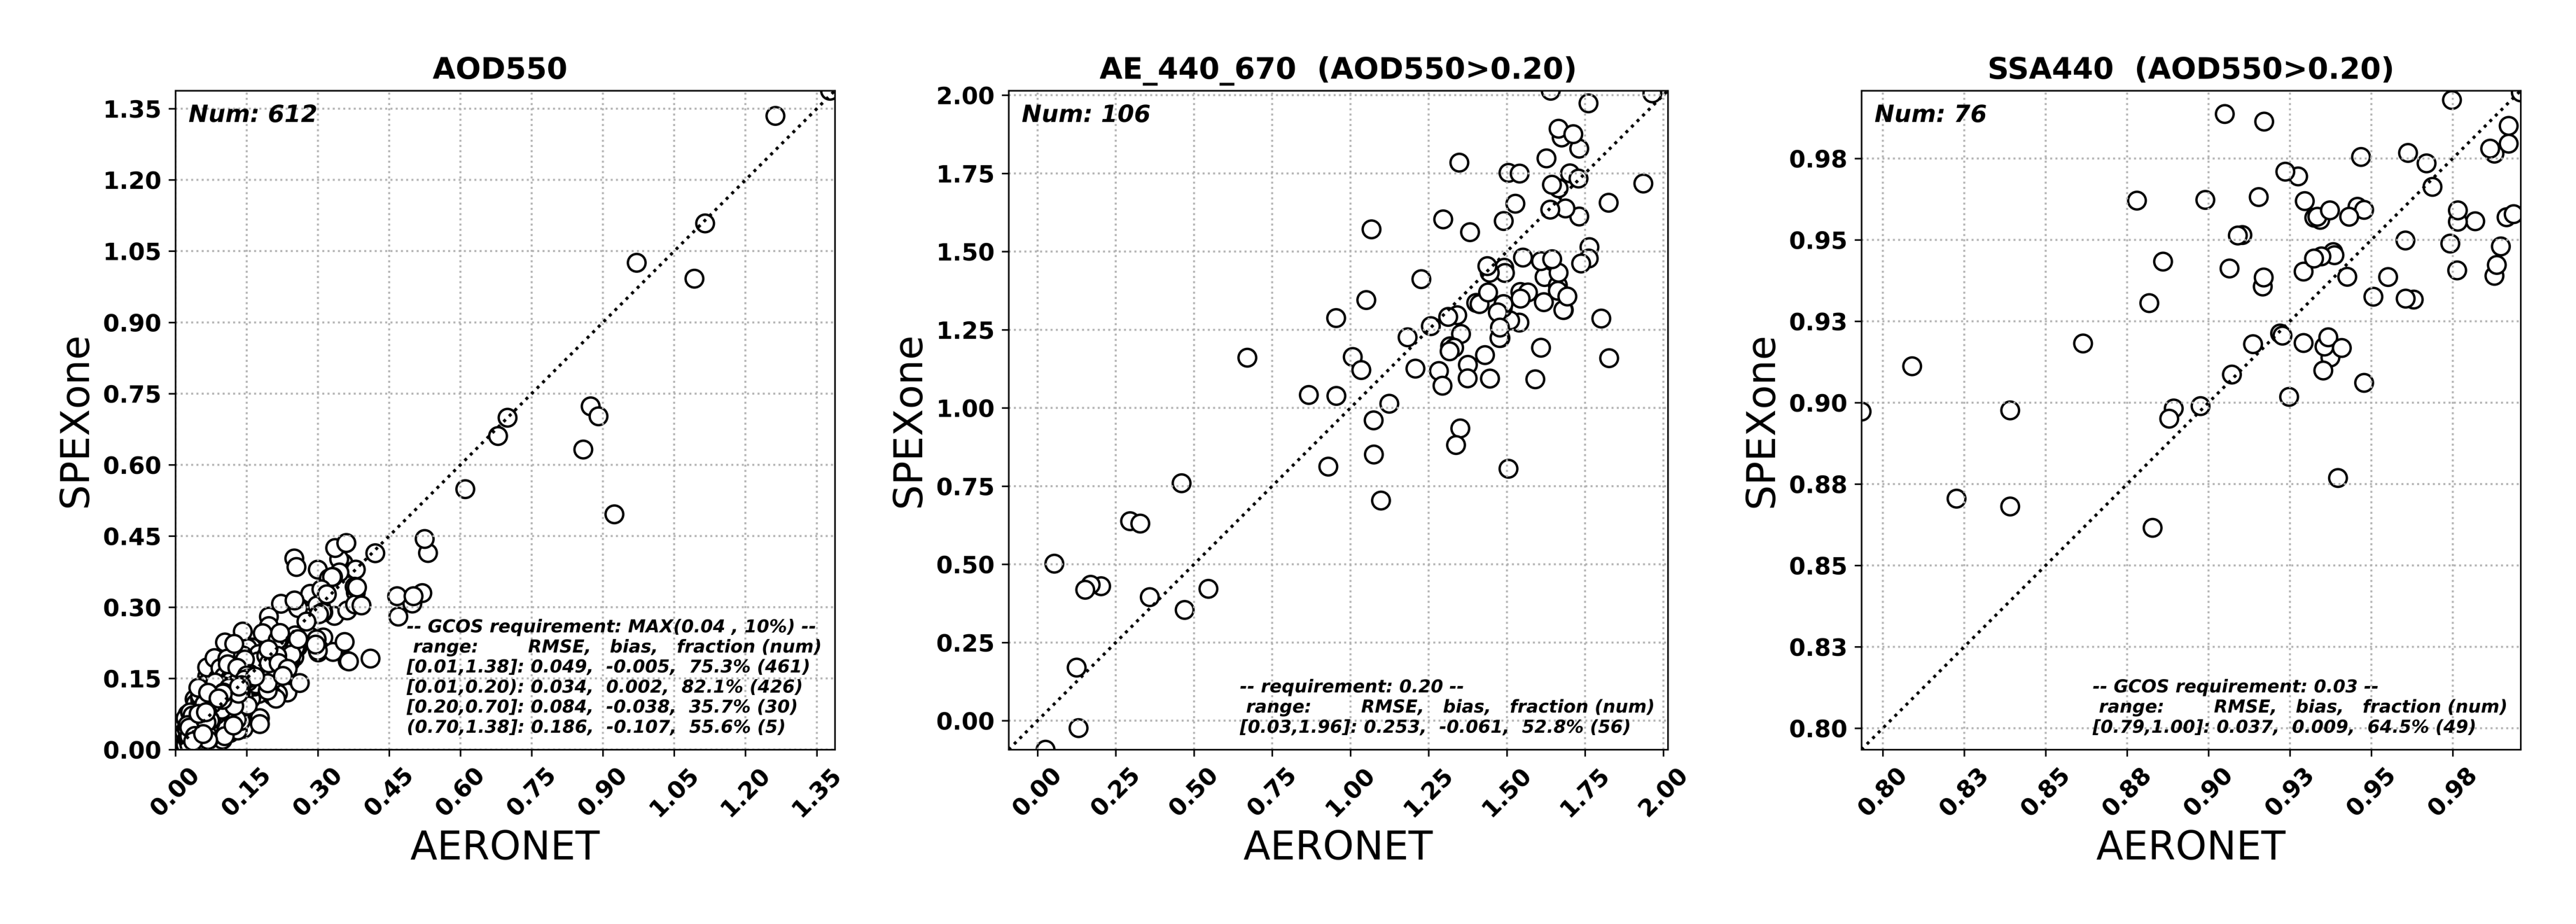 AOD550
Num: 612
1.35
1.20
1.05
0.90
0.75
0.60
0.45
0.30
0.15
0.00
SPEXone
-- GCOS requirement: MAX(0.04 , 10%) --
range: RMSE, bias, fraction (num)
[0.01,1.38]: 0.049, -0.005, 75.3% (461)
[0.01,0.20): 0.034, 0.002, 82.1% (426)
[0.20,0.70]: 0.084, -0.038, 35.7% (30)
(0.70,1.38]: 0.186, -0.107, 55.6% (5)
0.00 0.15 0.30 0.45 0.60 0.75 0.90 1.05 1.20 1.35
AERONET
AE_440_670 (AOD550>0.20)
Num: 106
2.00
1.75
1.50
1.25
1.00
0.75
0.50
0.25
0.00
SPEXone
-- requirement: 0.20 --
range: RMSE, bias, fraction (num)
[0.03,1.96]: 0.253, -0.061, 52.8% (56)
0.00 0.25 0.50 0.75 1.00 1.25 1.50 1.75 2.00
AERONET
SSA440 (AOD550>0.20)
Num: 76
0.98
0.95
0.93
0.90
0.88
0.85
0.83
0.80
SPEXone
-- GCOS requirement: 0.03 --
range: RMSE, bias, fraction (num)
[0.79,1.00]: 0.037, 0.009, 64.5% (49)
0.80 0.83 0.85 0.88 0.90 0.93 0.95 0.98
AERONET